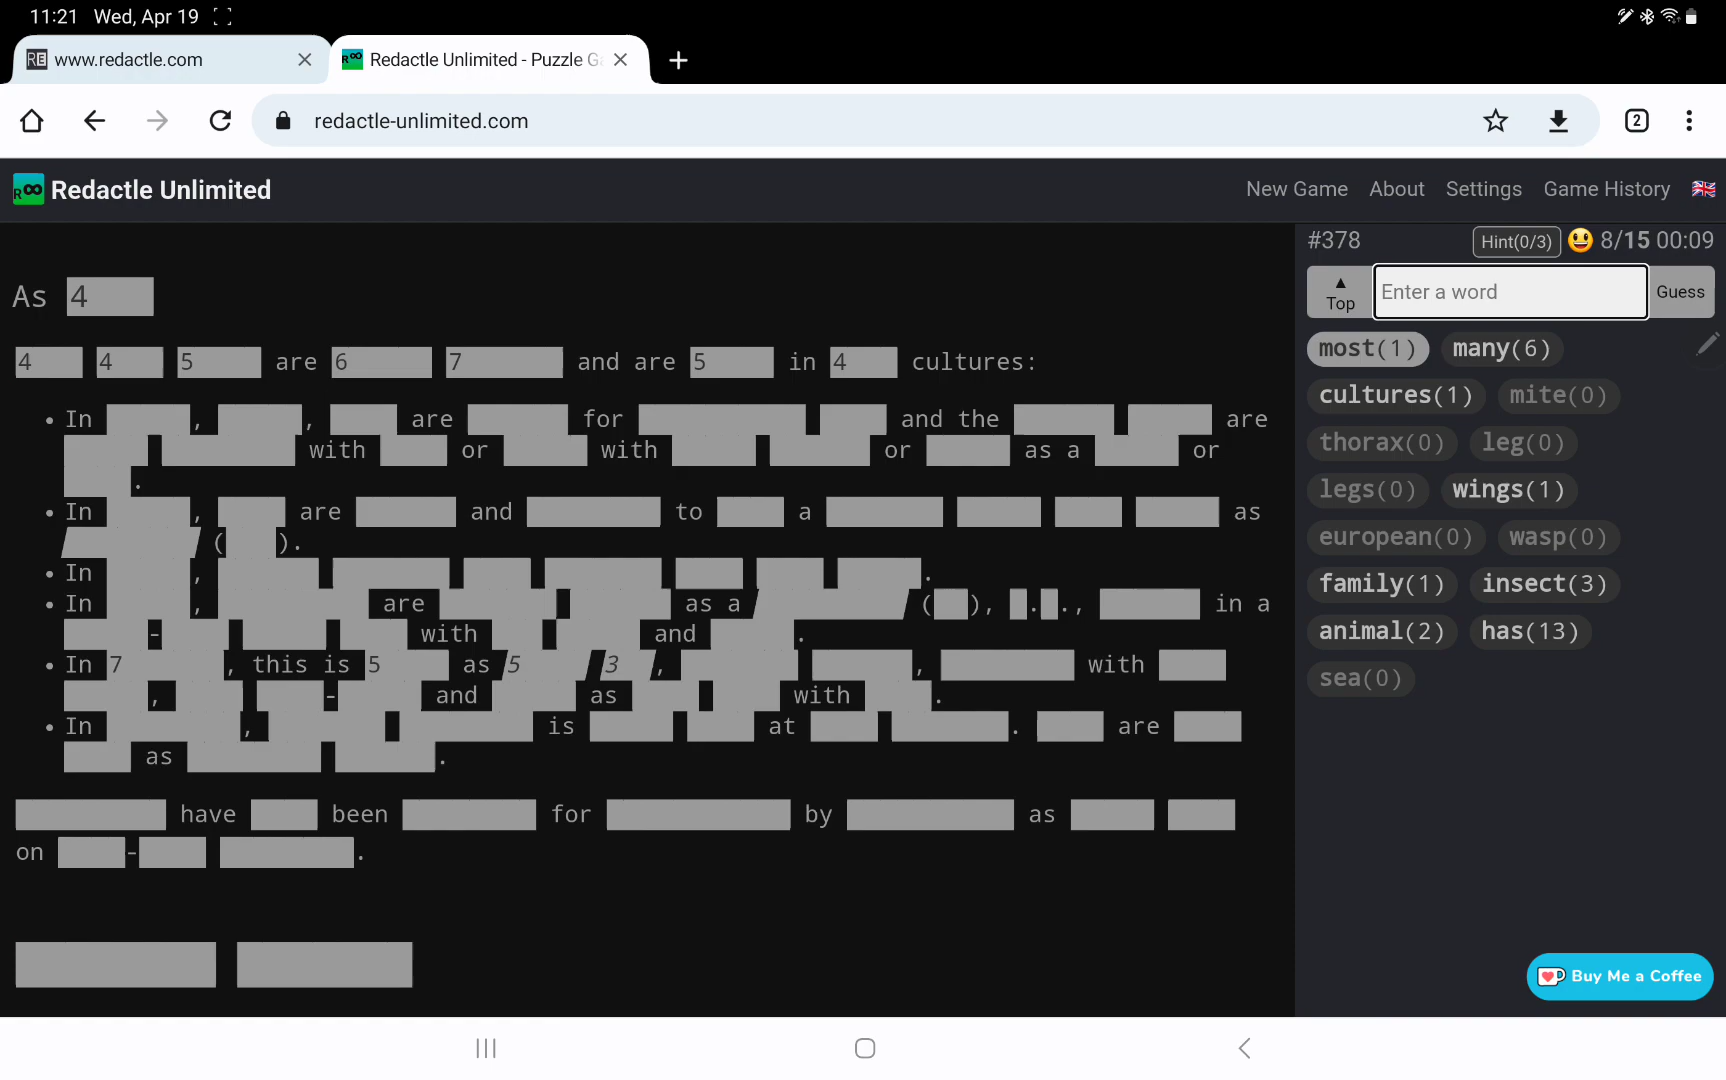 11:21 Wed, Apr 19
RE www.redactle.com
R∞ Redactle Unlimited - Puzzle Ga
redactle-unlimited.com
2
R∞ Redactle Unlimited
New Game About Settings Game History
#378 Hint(0/3) 8/15 00:09
▲ Top Enter a word Guess
As 4
4 4 5 are 6 7 and are 5 in 4 cultures:
• In , , are for and the are
with or with or as a or
.
• In , are and to a as
( ).
• In , .
• In , are as a ( ), . ., in a
- with and .
• In 7 , this is 5 as 5 3 , , with
, - and as with .
• In , is at . are
as .
have been for by as
on - .
most(1) many(6)
cultures(1) mite(0)
thorax(0) leg(0)
legs(0) wings(1)
european(0) wasp(0)
family(1) insect(3)
animal(2) has(13)
sea(0)
Buy Me a Coffee